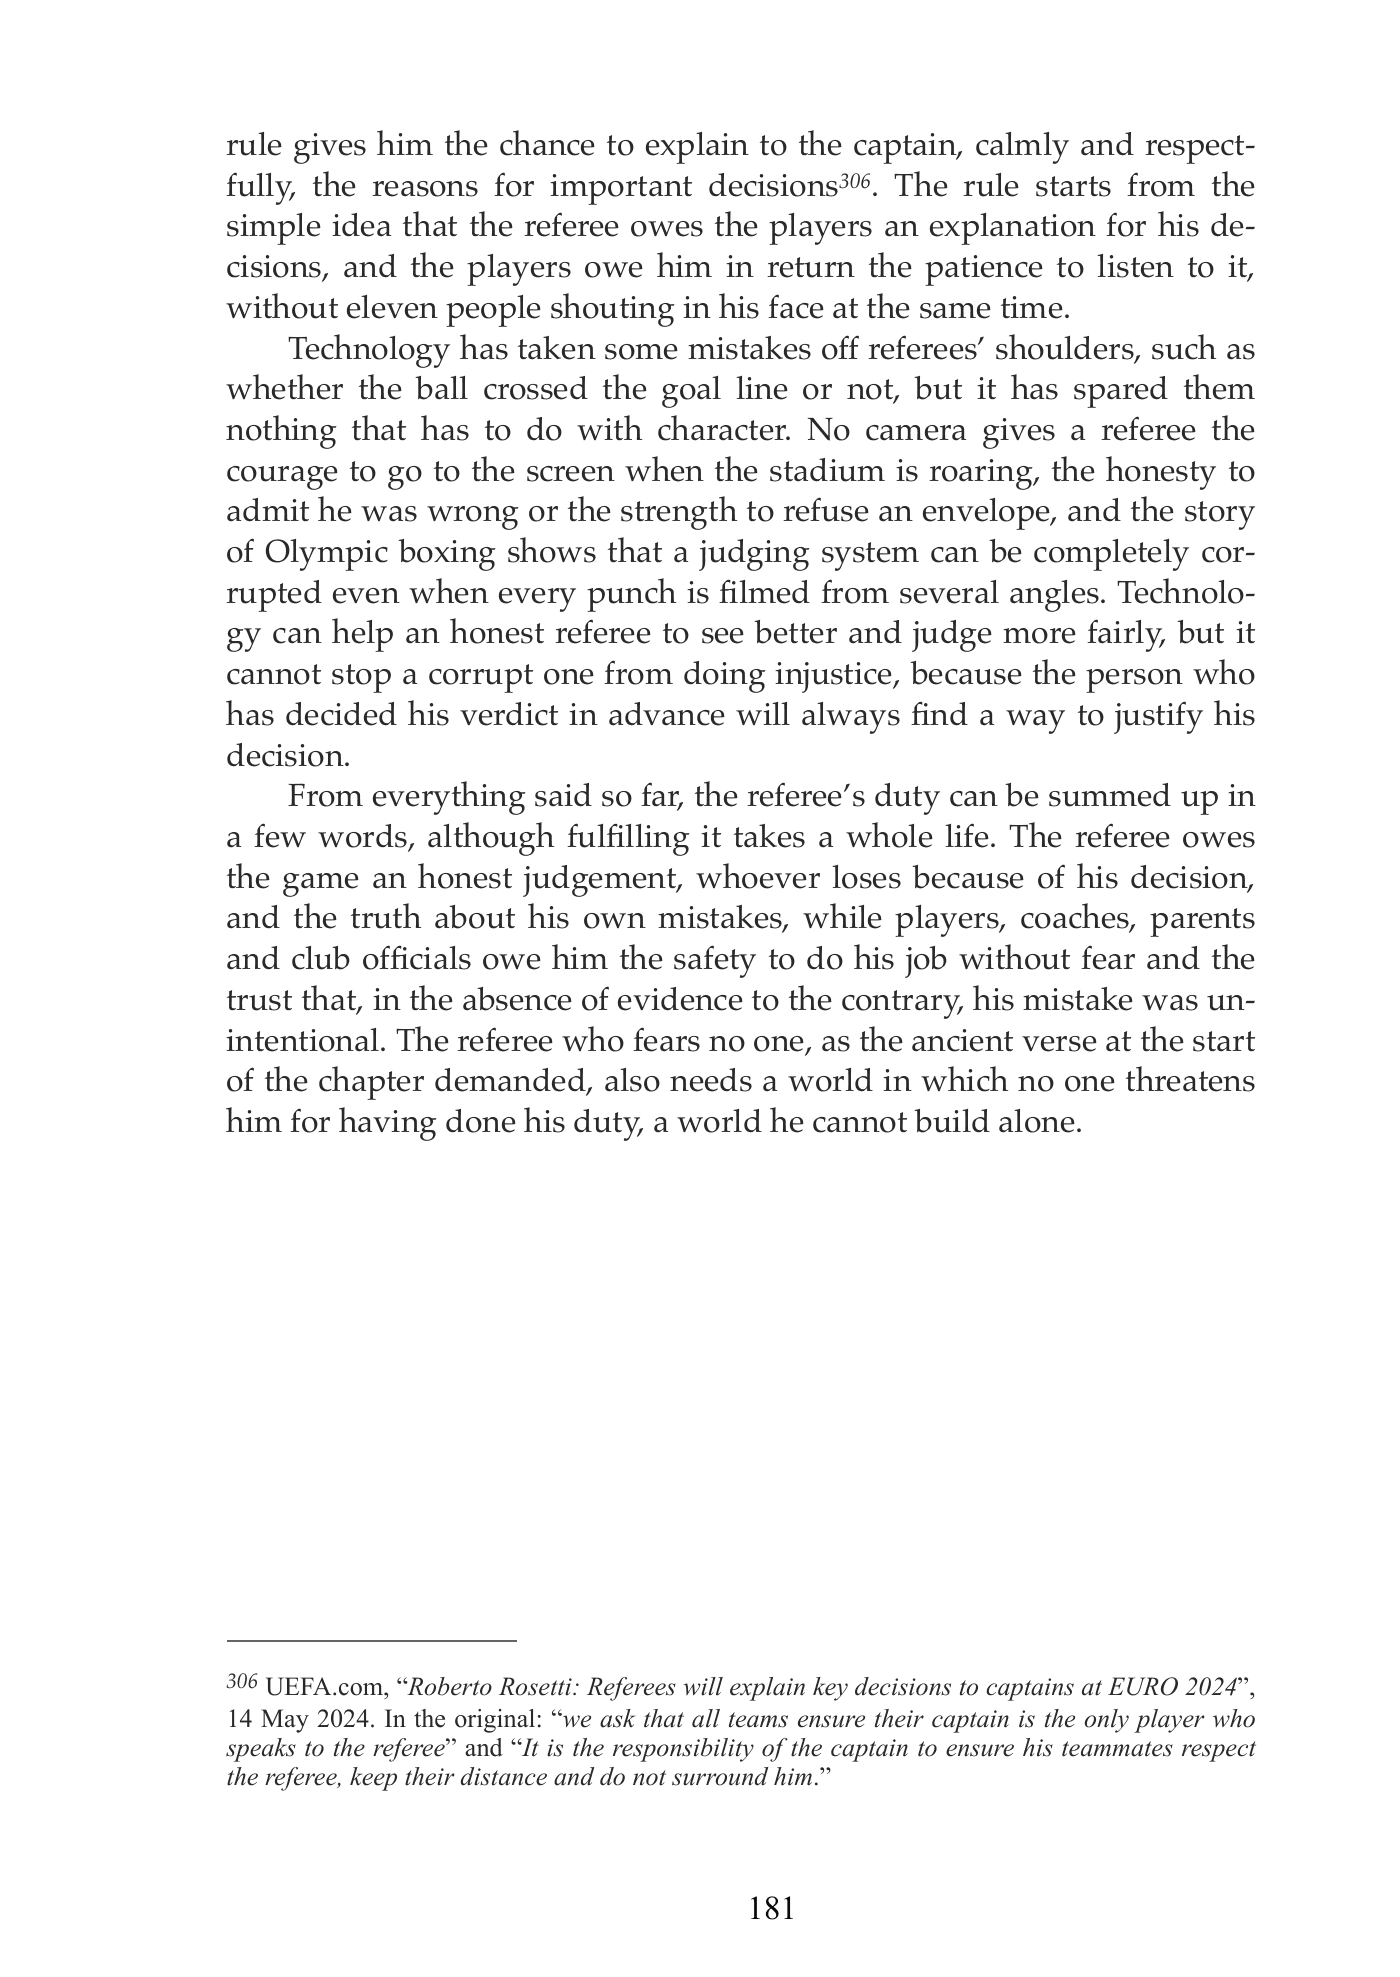 rule gives him the chance to explain to the captain, calmly and respect-
fully, the reasons for important decisions306. The rule starts from the
simple idea that the referee owes the players an explanation for his de-
cisions, and the players owe him in return the patience to listen to it,
without eleven people shouting in his face at the same time.
Technology has taken some mistakes off referees’ shoulders, such as
whether the ball crossed the goal line or not, but it has spared them
nothing that has to do with character. No camera gives a referee the
courage to go to the screen when the stadium is roaring, the honesty to
admit he was wrong or the strength to refuse an envelope, and the story
of Olympic boxing shows that a judging system can be completely cor-
rupted even when every punch is filmed from several angles. Technolo-
gy can help an honest referee to see better and judge more fairly, but it
cannot stop a corrupt one from doing injustice, because the person who
has decided his verdict in advance will always find a way to justify his
decision.
From everything said so far, the referee’s duty can be summed up in
a few words, although fulfilling it takes a whole life. The referee owes
the game an honest judgement, whoever loses because of his decision,
and the truth about his own mistakes, while players, coaches, parents
and club officials owe him the safety to do his job without fear and the
trust that, in the absence of evidence to the contrary, his mistake was un-
intentional. The referee who fears no one, as the ancient verse at the start
of the chapter demanded, also needs a world in which no one threatens
him for having done his duty, a world he cannot build alone.
306 UEFA.com, “Roberto Rosetti: Referees will explain key decisions to captains at EURO 2024”,
14 May 2024. In the original: “we ask that all teams ensure their captain is the only player who
speaks to the referee” and “It is the responsibility of the captain to ensure his teammates respect
the referee, keep their distance and do not surround him.”
181